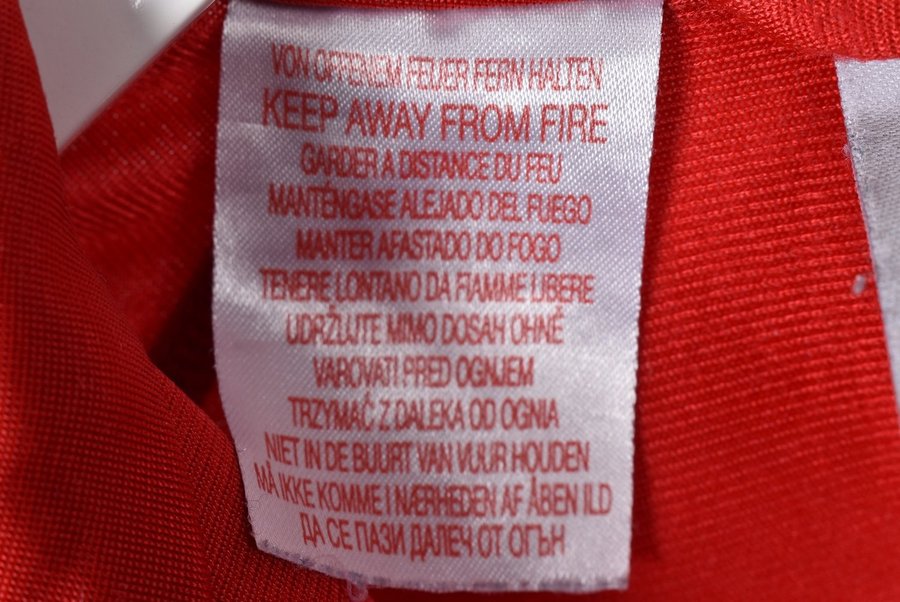 VON OFFENEM FEUER FERN HALTEN
KEEP AWAY FROM FIRE
GARDER A DISTANCE DU FEU
MANTÉNGASE ALEJADO DEL FUEGO
MANTER AFASTADO DO FOGO
TENERE LONTANO DA FIAMME LIBERE
UDRŽUJTE MIMO DOSAH OHNĚ
VAROVATI PRED OGNJEM
TRZYMAĆ Z DALEKA OD OGNIA
NIET IN DE BUURT VAN VUUR HOUDEN
MÅ IKKE KOMME I NÆRHEDEN AF ÅBEN ILD
ДА СЕ ПАЗИ ДАЛЕЧ ОТ ОГЪН